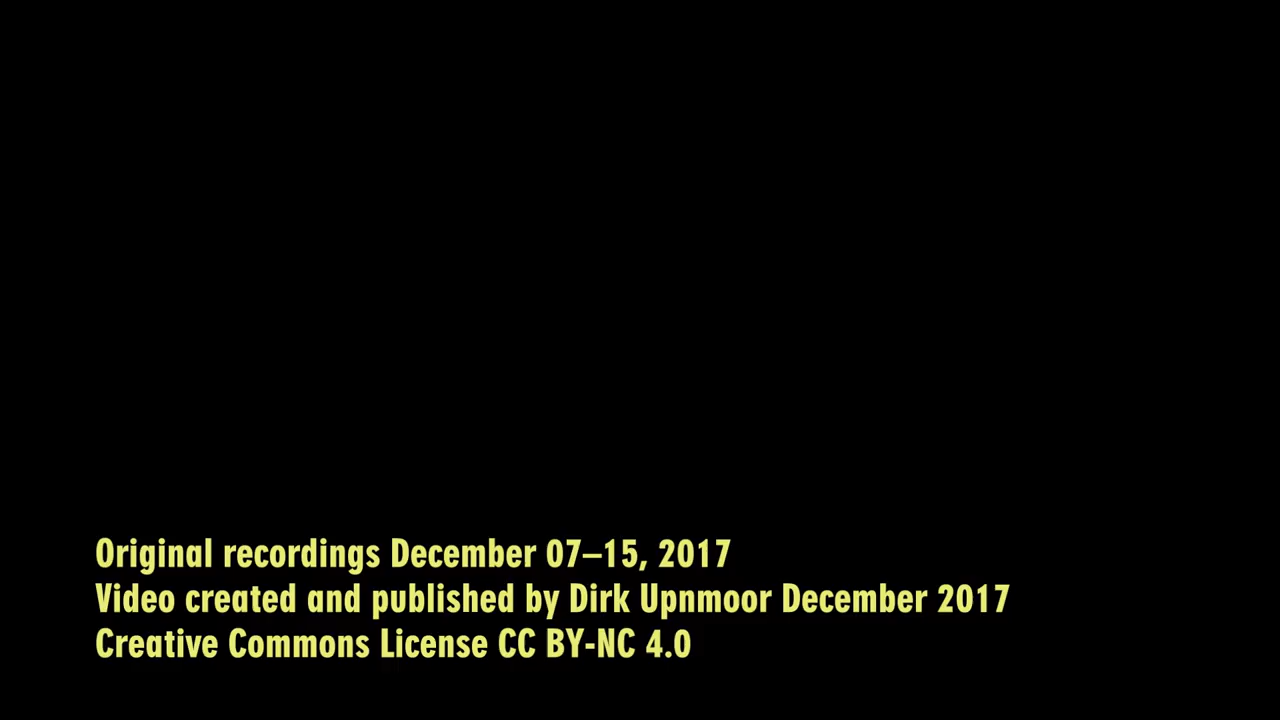 Original recordings December 07–15, 2017
Video created and published by Dirk Upnmoor December 2017
Creative Commons License CC BY-NC 4.0